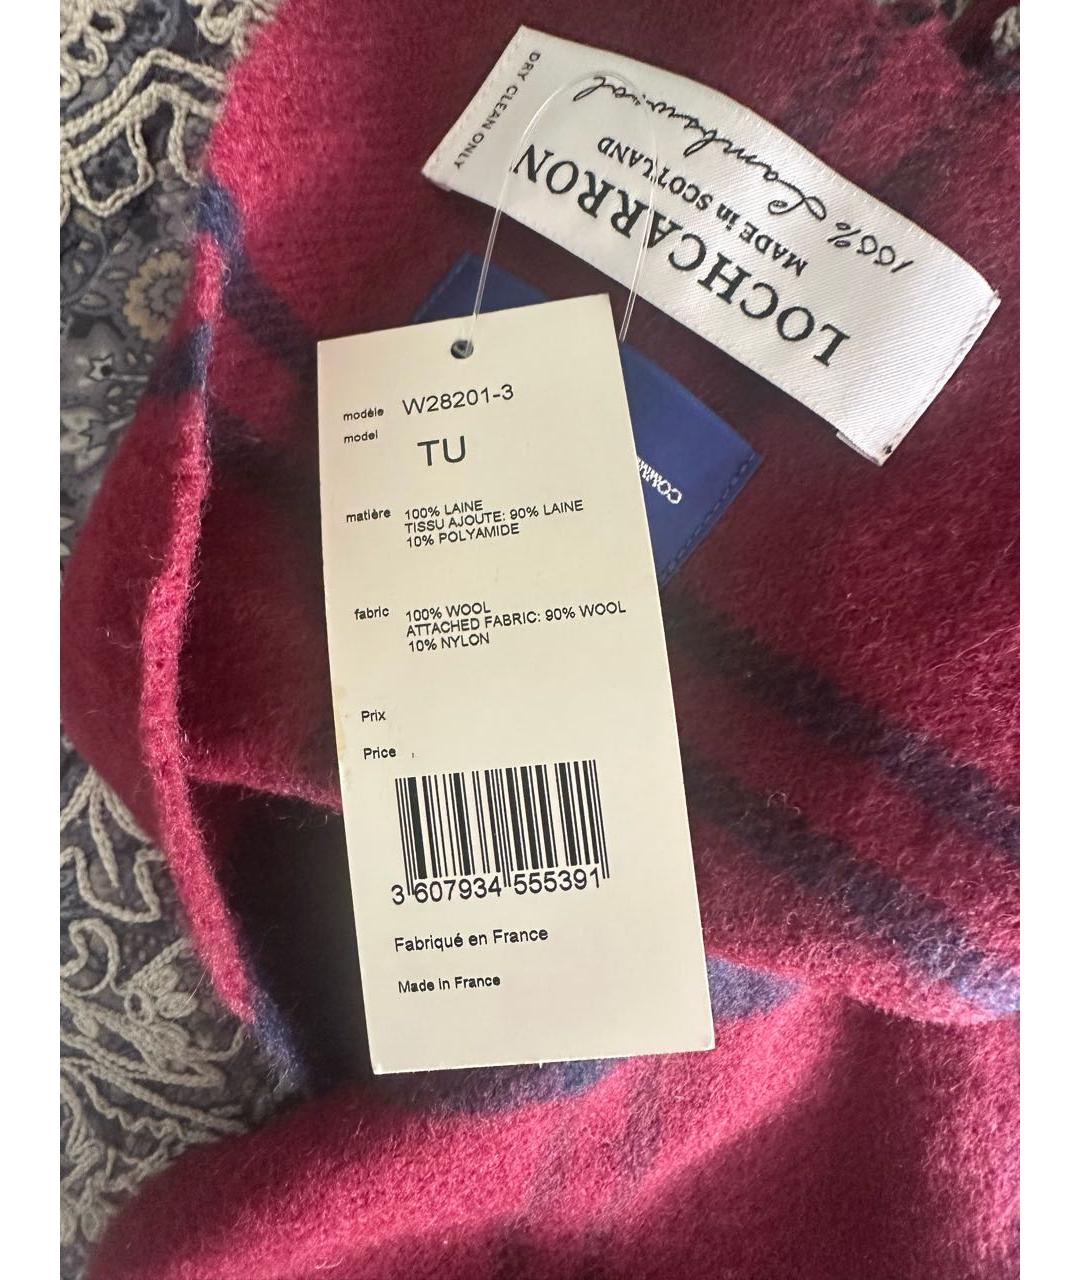 DRY CLEAN ONLY
LOCHCARRON
MADE in SCOTLAND
100% Lambswool
modèle W28201-3
model
TU
matière 100% LAINE
TISSU AJOUTE: 90% LAINE
10% POLYAMIDE
fabric 100% WOOL
ATTACHED FABRIC: 90% WOOL
10% NYLON
Prix
Price
3 607934 555391
Fabriqué en France
Made in France